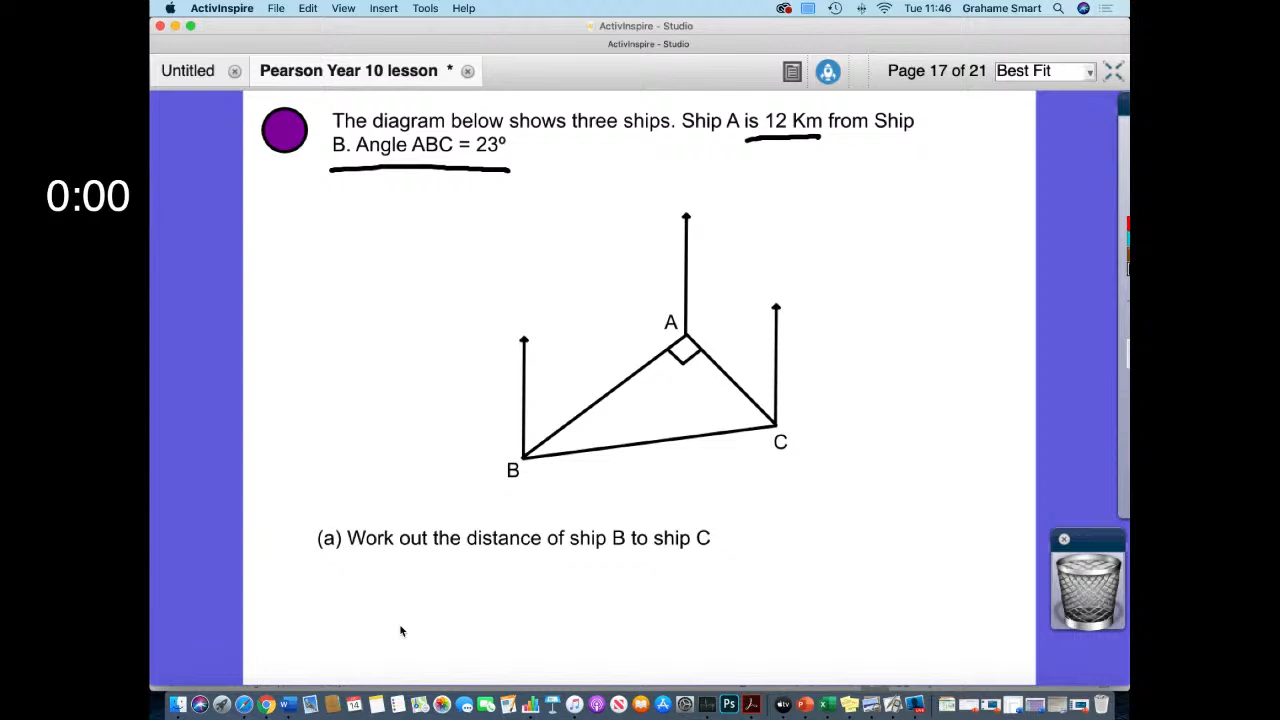 ActivInspire File Edit View Insert Tools Help Tue 11:46 Grahame Smart
ActivInspire - Studio
ActivInspire - Studio
Untitled Pearson Year 10 lesson * Page 17 of 21 Best Fit
The diagram below shows three ships. Ship A is 12 Km from Ship
B. Angle ABC = 23º
0:00
A
C
B
(a) Work out the distance of ship B to ship C